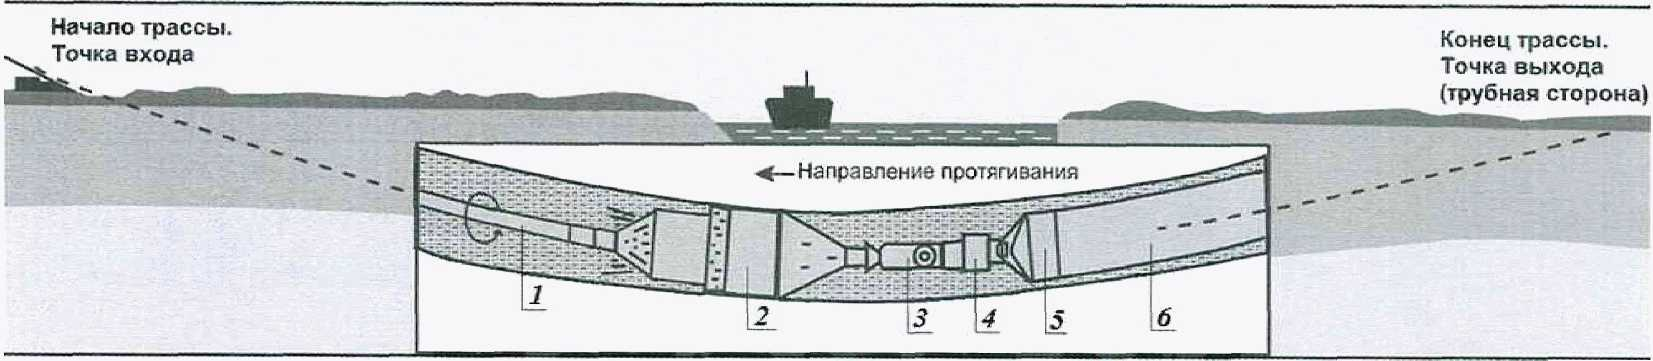 Начало трассы.
Точка входа
Конец трассы.
Точка выхода
(трубная сторона)
Направление протягивания
1
2
3
4
5
6